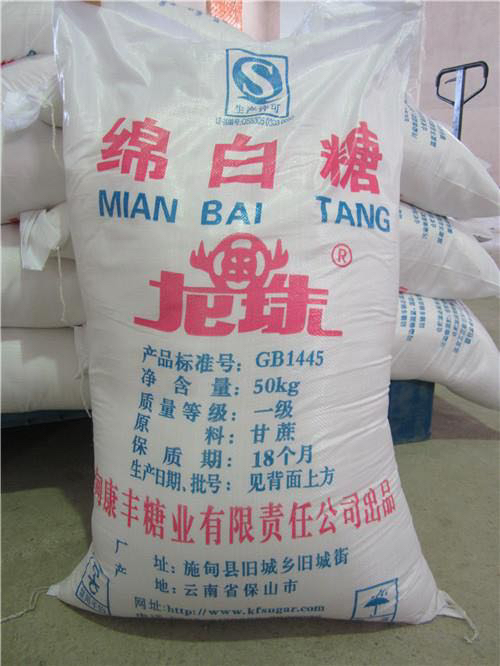 生产许可
绵白糖
MIAN BAI TANG
龙珠®
产品标准号：GB1445
净含量：50kg
质量等级：一级
原料：甘蔗
保质期：18个月
生产日期、批号：见背面上方
甸康丰糖业有限责任公司出品
厂址：施甸县旧城乡旧城街
产地：云南省保山市
网址：http://www.kfsugar.com